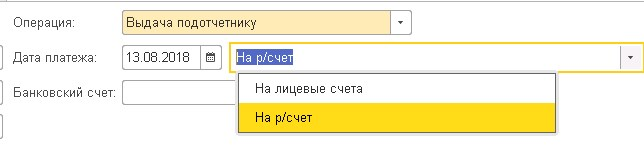 Операция: Выдача подотчетнику
Дата платежа: 13.08.2018 На р/счет
Банковский счет:
На лицевые счета
На р/счет